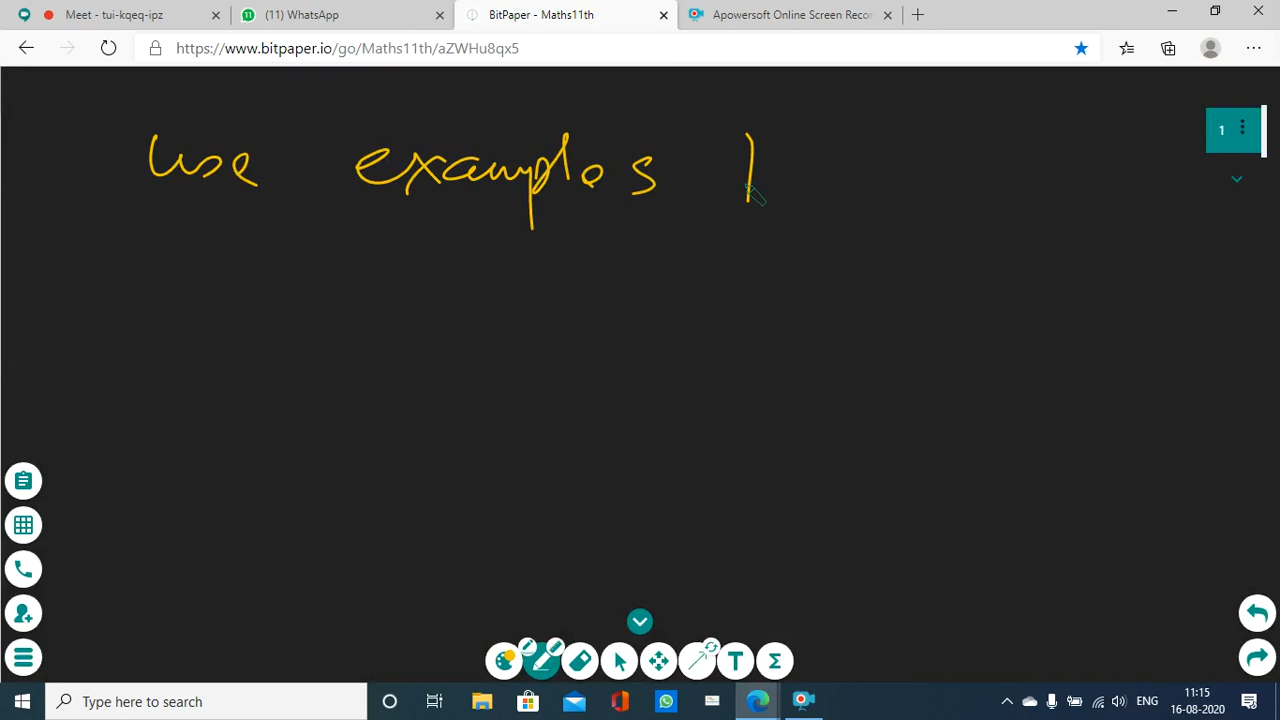 Meet - tui-kqeq-ipz
(11) WhatsApp
BitPaper - Maths11th
Apowersoft Online Screen Recor
https://www.bitpaper.io/go/Maths11th/aZWHu8qx5
use examples
1
T Σ
Type here to search
ENG
11:15
16-08-2020